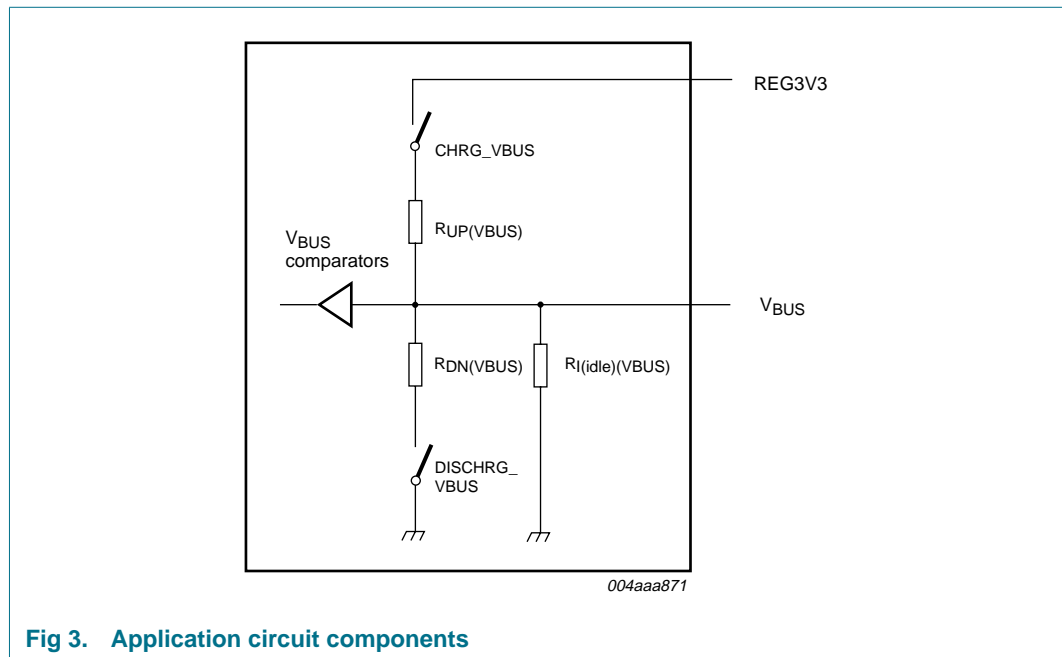 REG3V3
CHRG_VBUS
RUP(VBUS)
VBUS
comparators
VBUS
RDN(VBUS)
RI(idle)(VBUS)
DISCHRG_
VBUS
004aaa871
Fig 3. Application circuit components